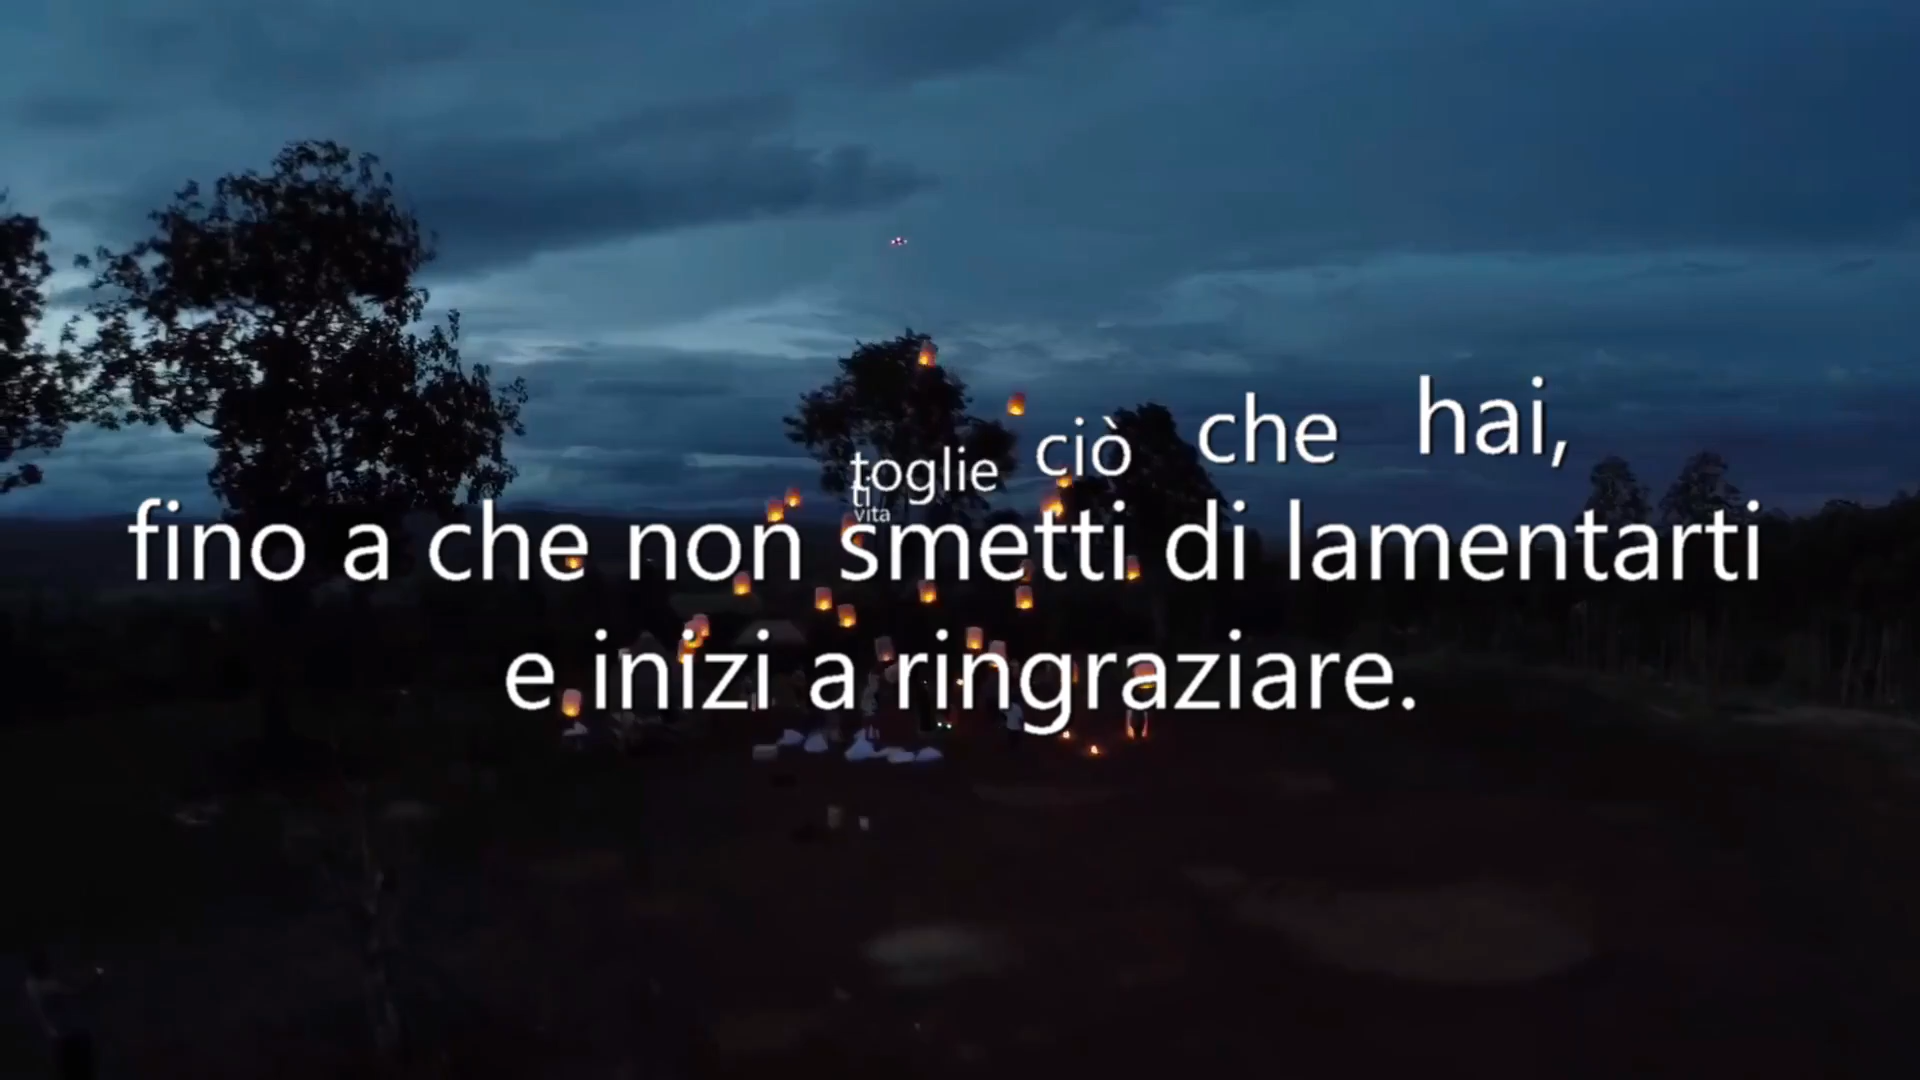 vita
ti
toglie ciò che hai,
fino a che non smetti di lamentarti
e inizi a ringraziare.